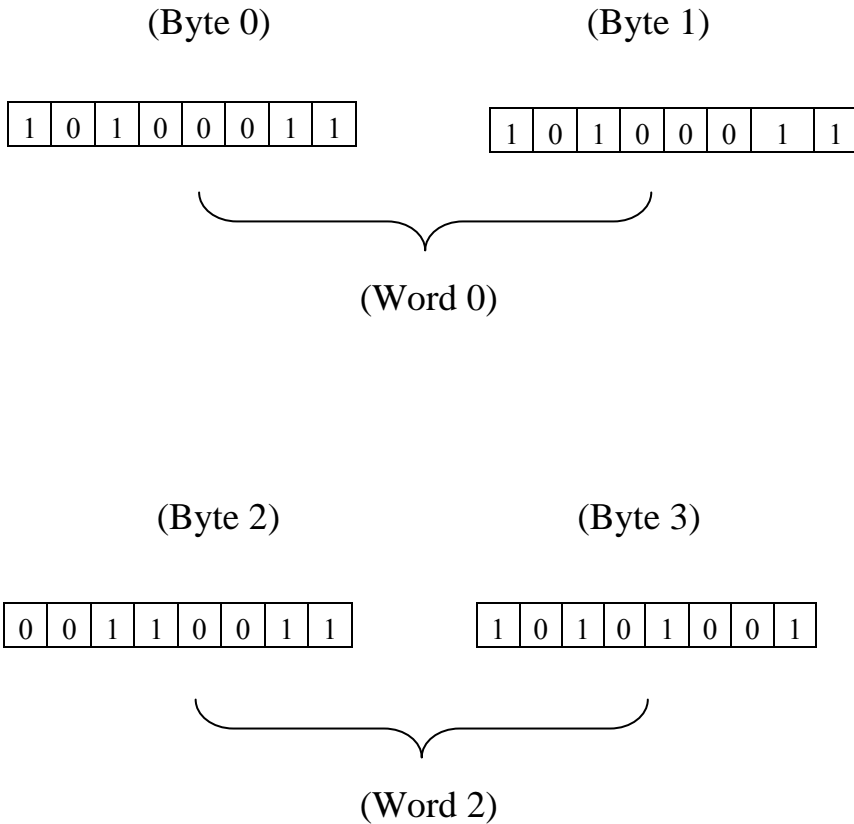 (Byte 0) (Byte 1)
1 0 1 0 0 0 1 1 1 0 1 0 0 0 1 1
(Word 0)
(Byte 2) (Byte 3)
0 0 1 1 0 0 1 1 1 0 1 0 1 0 0 1
(Word 2)